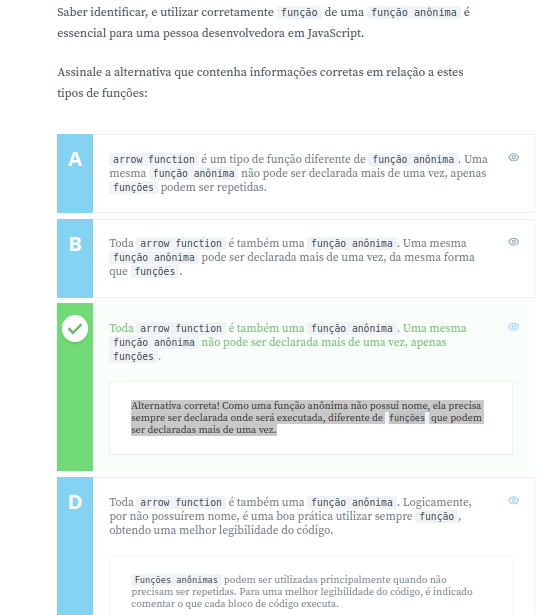 Saber identificar, e utilizar corretamente função de uma função anônima é
essencial para uma pessoa desenvolvedora em JavaScript.
Assinale a alternativa que contenha informações corretas em relação a estes
tipos de funções:
A
arrow function é um tipo de função diferente de função anônima. Uma
mesma função anônima não pode ser declarada mais de uma vez, apenas
funções podem ser repetidas.
B
Toda arrow function é também uma função anônima. Uma mesma
função anônima pode ser declarada mais de uma vez, da mesma forma
que funções.
Toda arrow function é também uma função anônima. Uma mesma
função anônima não pode ser declarada mais de uma vez, apenas
funções.
Alternativa correta! Como uma função anônima não possui nome, ela precisa
sempre ser declarada onde será executada, diferente de funções que podem
ser declaradas mais de uma vez.
D
Toda arrow function é também uma função anônima. Logicamente,
por não possuírem nome, é uma boa prática utilizar sempre função,
obtendo uma melhor legibilidade do código.
Funções anônimas podem ser utilizadas principalmente quando não
precisam ser repetidas. Para uma melhor legibilidade do código, é indicado
comentar o que cada bloco de código executa.